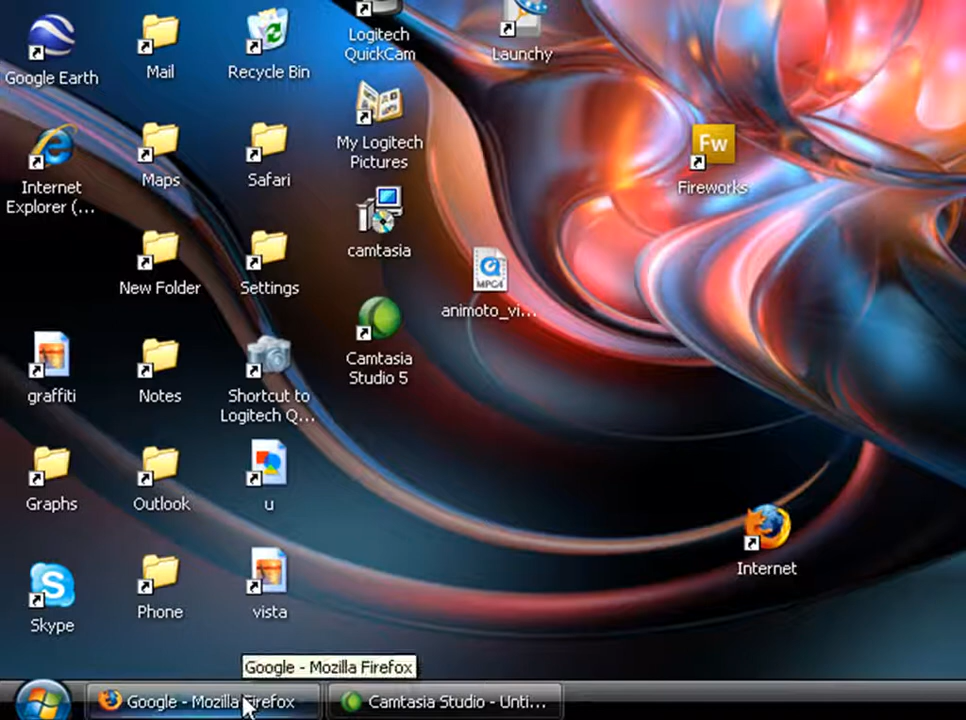 Google Earth
Mail
Recycle Bin
Logitech
QuickCam
Launchy
Internet
Explorer (...
Maps
Safari
My Logitech
Pictures
Fw
Fireworks
New Folder
Settings
camtasia
MPG4
animoto_vi...
graffiti
Notes
Shortcut to
Logitech Q...
Camtasia
Studio 5
Graphs
Outlook
u
Internet
Skype
Phone
vista
Google - Mozilla Firefox
Google - Mozilla Firefox
Camtasia Studio - Unti...